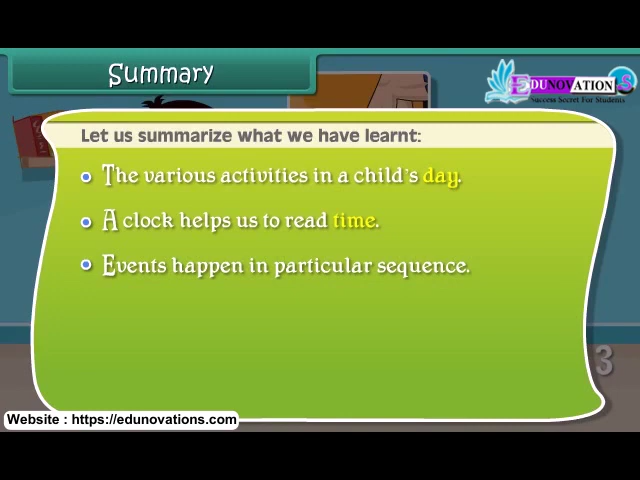 Summary
EDUNOVATIONS
Success Secret For Students
Let us summarize what we have learnt:
The various activities in a child's day.
A clock helps us to read time.
Events happen in particular sequence.
3
Website : https://edunovations.com